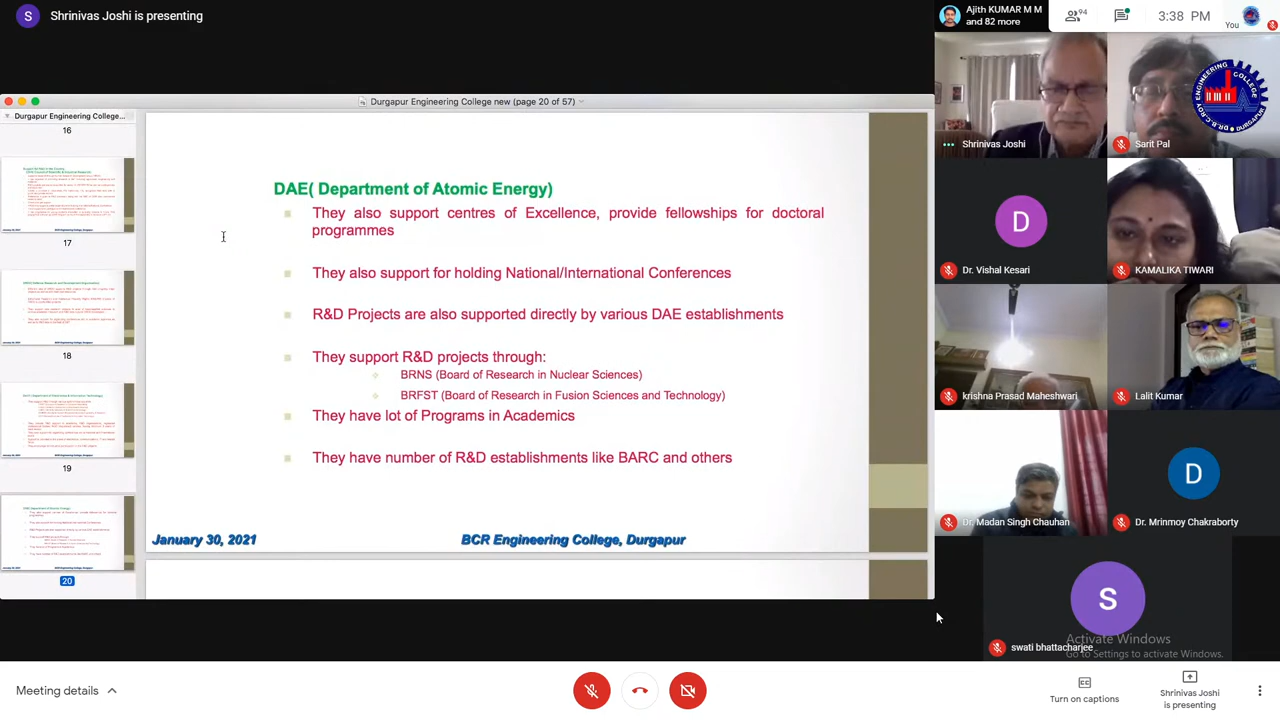 S
Shrinivas Joshi is presenting
Ajith KUMAR M M
and 82 more
94
3:38 PM
You
Durgapur Engineering College new (page 20 of 57)
Durgapur Engineering College...
16
17
18
19
20
DAE( Department of Atomic Energy)
They also support centres of Excellence, provide fellowships for doctoral
programmes
They also support for holding National/International Conferences
R&D Projects are also supported directly by various DAE establishments
They support R&D projects through:
BRNS (Board of Research in Nuclear Sciences)
BRFST (Board of Research in Fusion Sciences and Technology)
They have lot of Program in Academics
They have number of R&D establishments like BARC and others
January 30, 2021
BCR Engineering College, Durgapur
Shrinivas Joshi
Sarit Pal
D
Dr. Vishal Kesari
KAMALIKA TIWARI
krishna Prasad Maheshwari
Lalit Kumar
Dr. Madan Singh Chauhan
D
Dr. Mrinmoy Chakraborty
S
swati bhattacharjee
Activate Windows
Go to Settings to activate Windows.
Meeting details
Turn on captions
Shrinivas Joshi
is presenting